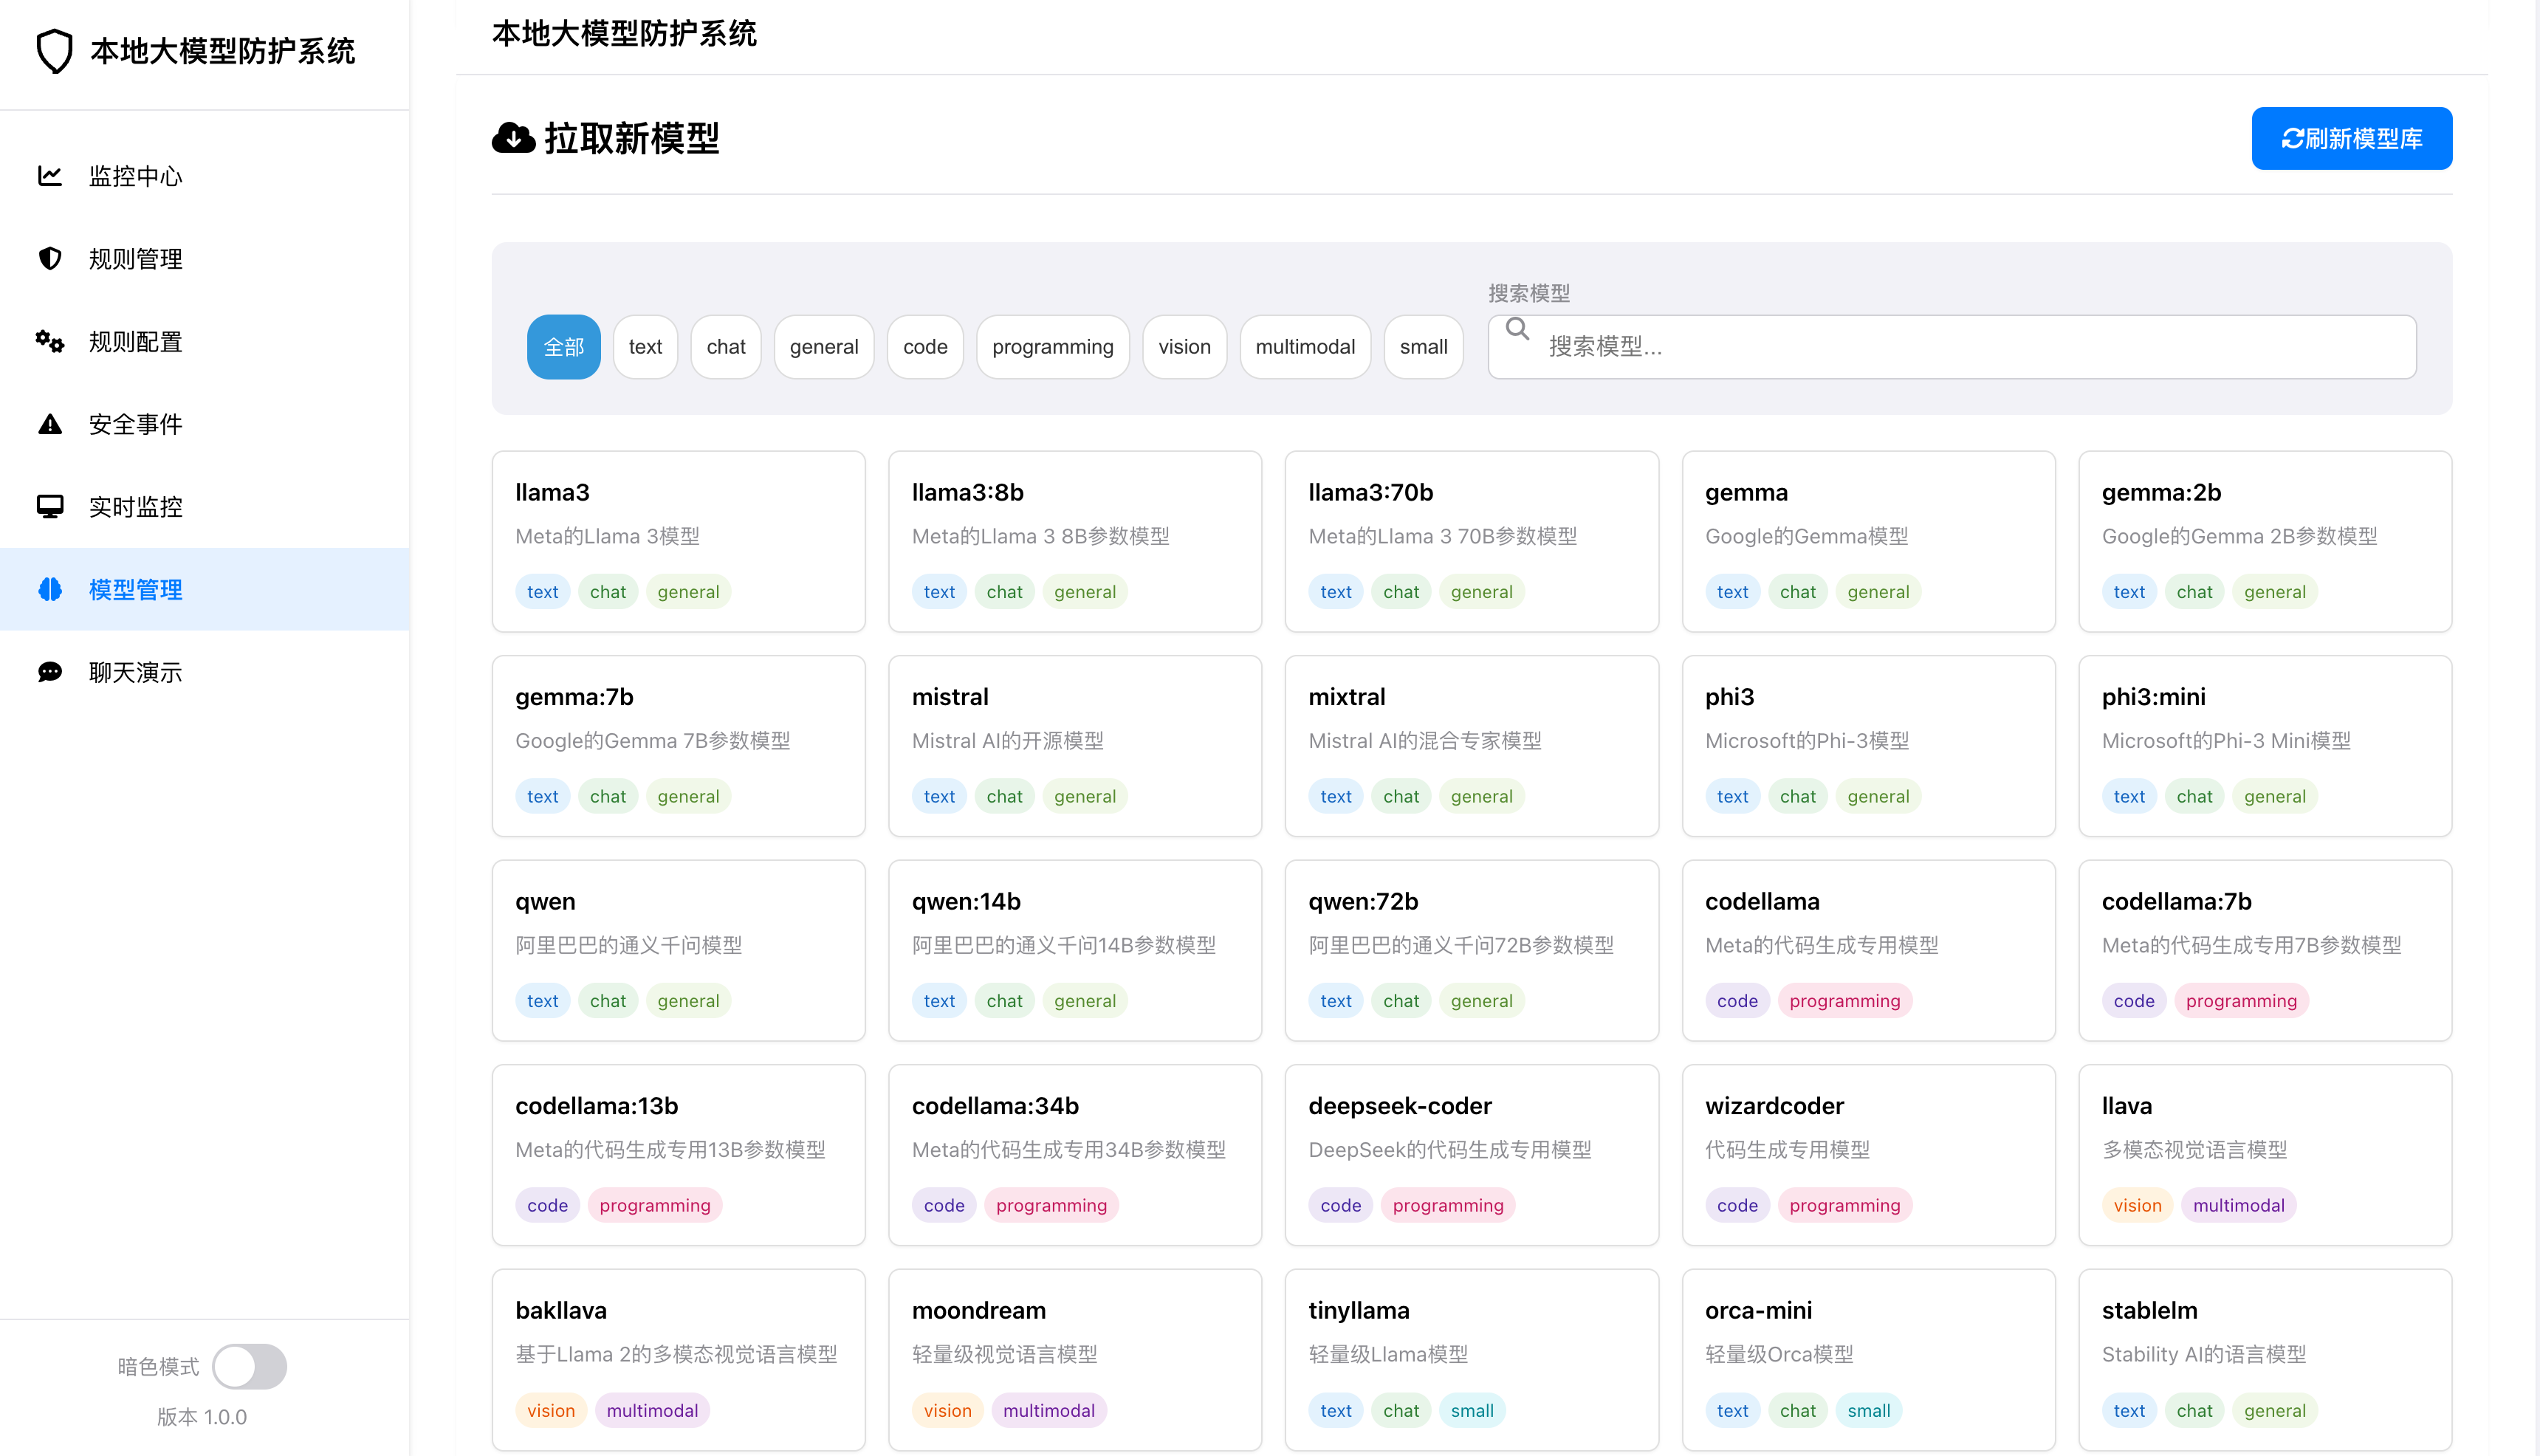 本地大模型防护系统
监控中心
规则管理
规则配置
安全事件
实时监控
模型管理
聊天演示
暗色模式
版本 1.0.0
本地大模型防护系统
拉取新模型
刷新模型库
搜索模型
全部 text chat general code programming vision multimodal small
搜索模型...
llama3
Meta的Llama 3模型
text chat general
llama3:8b
Meta的Llama 3 8B参数模型
text chat general
llama3:70b
Meta的Llama 3 70B参数模型
text chat general
gemma
Google的Gemma模型
text chat general
gemma:2b
Google的Gemma 2B参数模型
text chat general
gemma:7b
Google的Gemma 7B参数模型
text chat general
mistral
Mistral AI的开源模型
text chat general
mixtral
Mistral AI的混合专家模型
text chat general
phi3
Microsoft的Phi-3模型
text chat general
phi3:mini
Microsoft的Phi-3 Mini模型
text chat general
qwen
阿里巴巴的通义千问模型
text chat general
qwen:14b
阿里巴巴的通义千问14B参数模型
text chat general
qwen:72b
阿里巴巴的通义千问72B参数模型
text chat general
codellama
Meta的代码生成专用模型
code programming
codellama:7b
Meta的代码生成专用7B参数模型
code programming
codellama:13b
Meta的代码生成专用13B参数模型
code programming
codellama:34b
Meta的代码生成专用34B参数模型
code programming
deepseek-coder
DeepSeek的代码生成专用模型
code programming
wizardcoder
代码生成专用模型
code programming
llava
多模态视觉语言模型
vision multimodal
bakllava
基于Llama 2的多模态视觉语言模型
vision multimodal
moondream
轻量级视觉语言模型
vision multimodal
tinyllama
轻量级Llama模型
text chat small
orca-mini
轻量级Orca模型
text chat small
stablelm
Stability AI的语言模型
text chat general